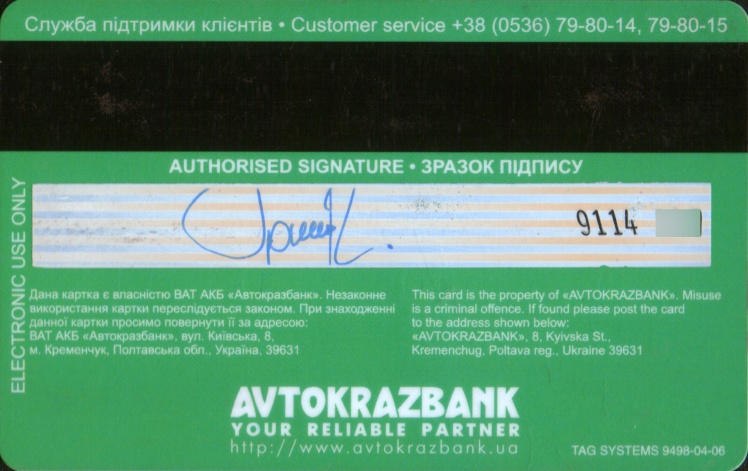 Служба підтримки клієнтів • Customer service +38 (0536) 79-80-14, 79-80-15
AUTHORISED SIGNATURE • ЗРАЗОК ПІДПИСУ
ELECTRONIC USE ONLY
9114
Дана картка є власністю ВАТ АКБ «Автокразбанк». Незаконне
використання картки переслідується законом. При знаходженні
данної картки просимо повернути її за адресою:
ВАТ АКБ «Автокразбанк», вул. Київська, 8,
м. Кременчук, Полтавська обл., Україна, 39631
This card is the property of «AVTOKRAZBANK». Misuse
is a criminal offence. If found please post the card
to the address shown below:
«AVTOKRAZBANK», 8, Kyivska St.,
Kremenchug, Poltava reg., Ukraine 39631
AVTOKRAZBANK
YOUR RELIABLE PARTNER
http://www.avtokrazbank.ua
TAG SYSTEMS 9498-04-06